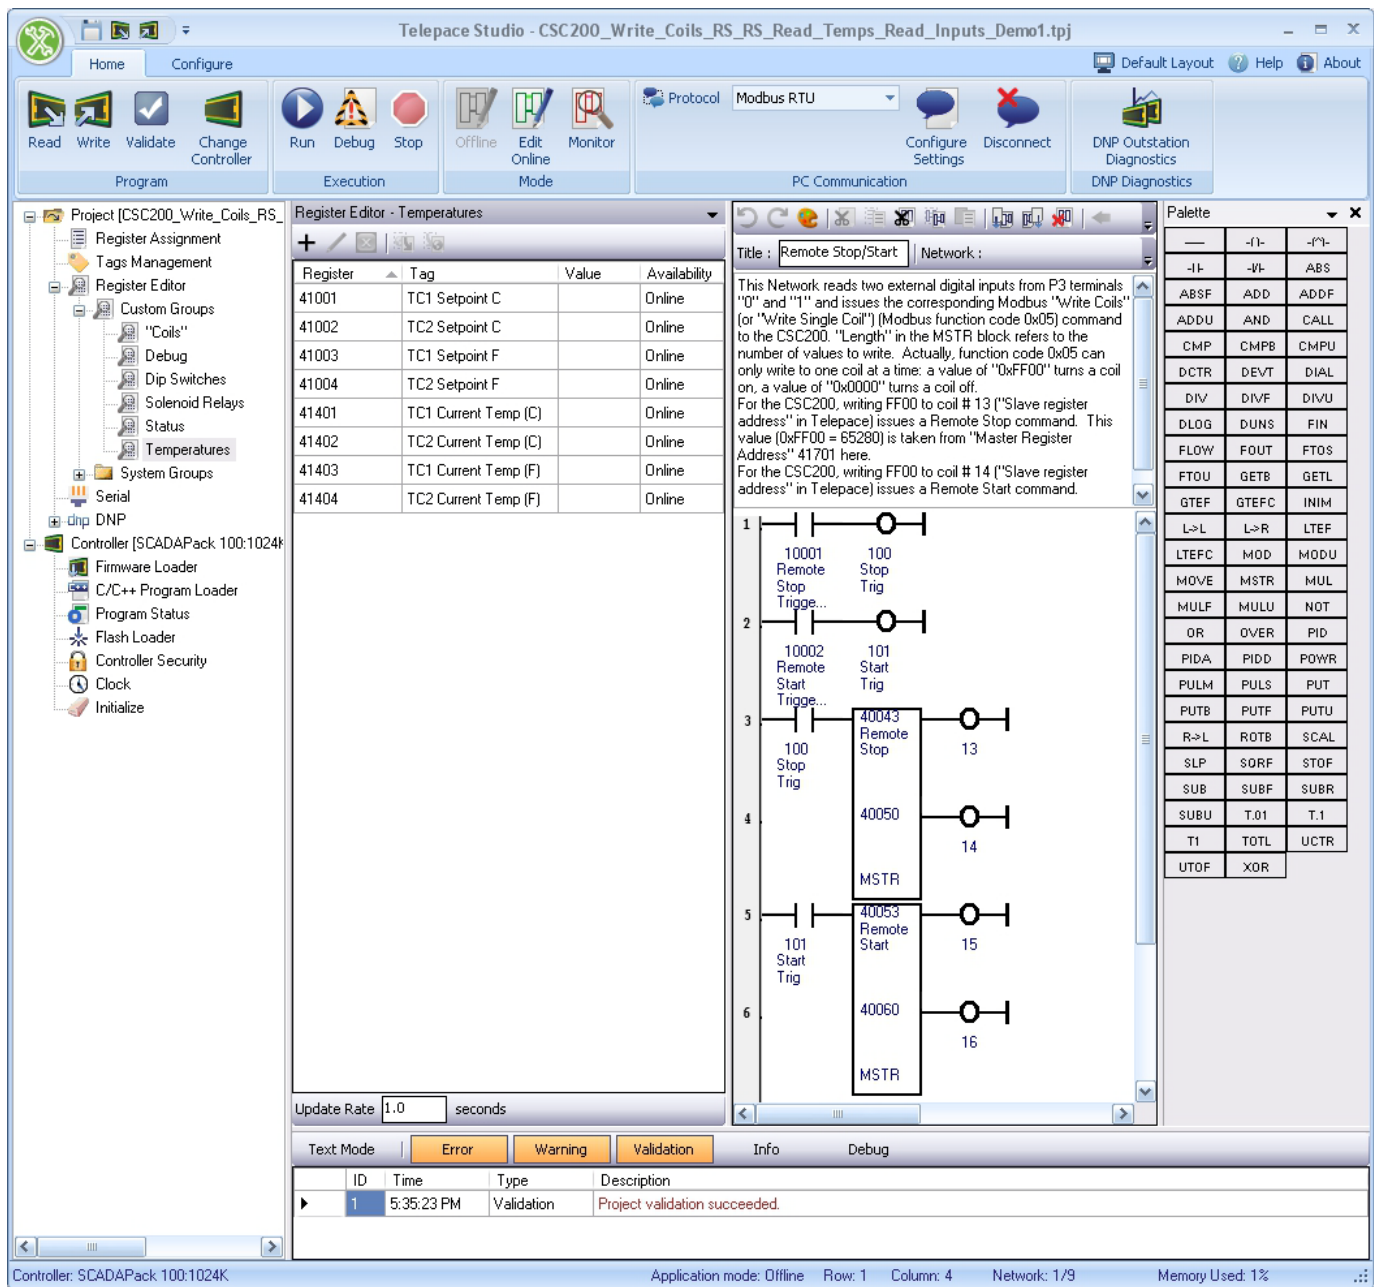 Telepace Studio - CSC200_Write_Coils_RS_RS_Read_Temps_Read_Inputs_Demo1.tpj
Home Configure Default Layout Help About
Read Write Validate Change Controller Run Debug Stop Offline Edit Online Monitor Protocol Modbus RTU Configure Settings Disconnect DNP Outstation Diagnostics
Program Execution Mode PC Communication DNP Diagnostics
Project [CSC200_Write_Coils_RS_
Register Assignment
Tags Management
Register Editor
Custom Groups
"Coils"
Debug
Dip Switches
Solenoid Relays
Status
Temperatures
System Groups
Serial
dnp DNP
Controller [SCADAPack 100:1024K
Firmware Loader
C/C++ Program Loader
Program Status
Flash Loader
Controller Security
Clock
Initialize
Register Editor - Temperatures
Register Tag Value Availability
41001 TC1 Setpoint C Online
41002 TC2 Setpoint C Online
41003 TC1 Setpoint F Online
41004 TC2 Setpoint F Online
41401 TC1 Current Temp (C) Online
41402 TC2 Current Temp (C) Online
41403 TC1 Current Temp (F) Online
41404 TC2 Current Temp (F) Online
Update Rate 1.0 seconds
Title : Remote Stop/Start Network :
This Network reads two external digital inputs from P3 terminals
"0" and "1" and issues the corresponding Modbus "Write Coils"
(or "Write Single Coil") (Modbus function code 0x05) command
to the CSC200. "Length" in the MSTR block refers to the
number of values to write. Actually, function code 0x05 can
only write to one coil at a time: a value of "0xFF00" turns a coil
on, a value of "0x0000" turns a coil off.
For the CSC200, writing FF00 to coil # 13 ("Slave register
address" in Telepace) issues a Remote Stop command. This
value (0xFF00 = 65280) is taken from "Master Register
Address" 41701 here.
For the CSC200, writing FF00 to coil # 14 ("Slave register
address" in Telepace) issues a Remote Start command.
1
10001 100
Remote Stop
Stop Trig
Trigge...
2
10002 101
Remote Start
Start Trig
Trigge...
3 40043
Remote
100 Stop 13
Stop
Trig
4 40050
14
MSTR
5 40053
Remote
101 Start 15
Start
Trig
6 40060
16
MSTR
Palette
-( )- -(^)-
-| |- -|/|- ABS
ABSF ADD ADDF
ADDU AND CALL
CMP CMPB CMPU
DCTR DEVT DIAL
DIV DIVF DIVU
DLOG DUNS FIN
FLOW FOUT FTOS
FTOU GETB GETL
GTEF GTEFC INIM
L->L L->R LTEF
LTEFC MOD MODU
MOVE MSTR MUL
MULF MULU NOT
OR OVER PID
PIDA PIDD POWR
PULM PULS PUT
PUTB PUTF PUTU
R->L ROTB SCAL
SLP SQRF STOF
SUB SUBF SUBR
SUBU T.01 T.1
T1 TOTL UCTR
UTOF XOR
Text Mode Error Warning Validation Info Debug
ID Time Type Description
1 5:35:23 PM Validation Project validation succeeded.
Controller: SCADAPack 100:1024K Application mode: Offline Row: 1 Column: 4 Network: 1/9 Memory Used: 1%